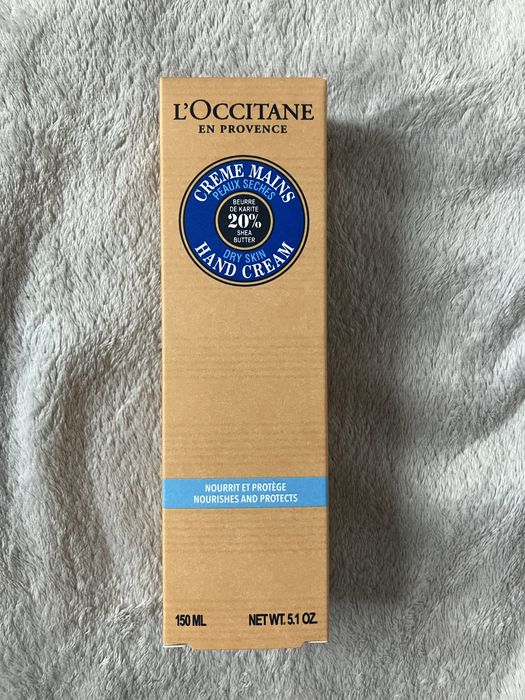 L'OCCITANE
EN PROVENCE
CREME MAINS
PEAUX SECHES
BEURRE
DE KARITE
20%
SHEA
BUTTER
DRY SKIN
HAND CREAM
NOURRIT ET PROTÈGE
NOURISHES AND PROTECTS
150 ML NET WT. 5.1 OZ.